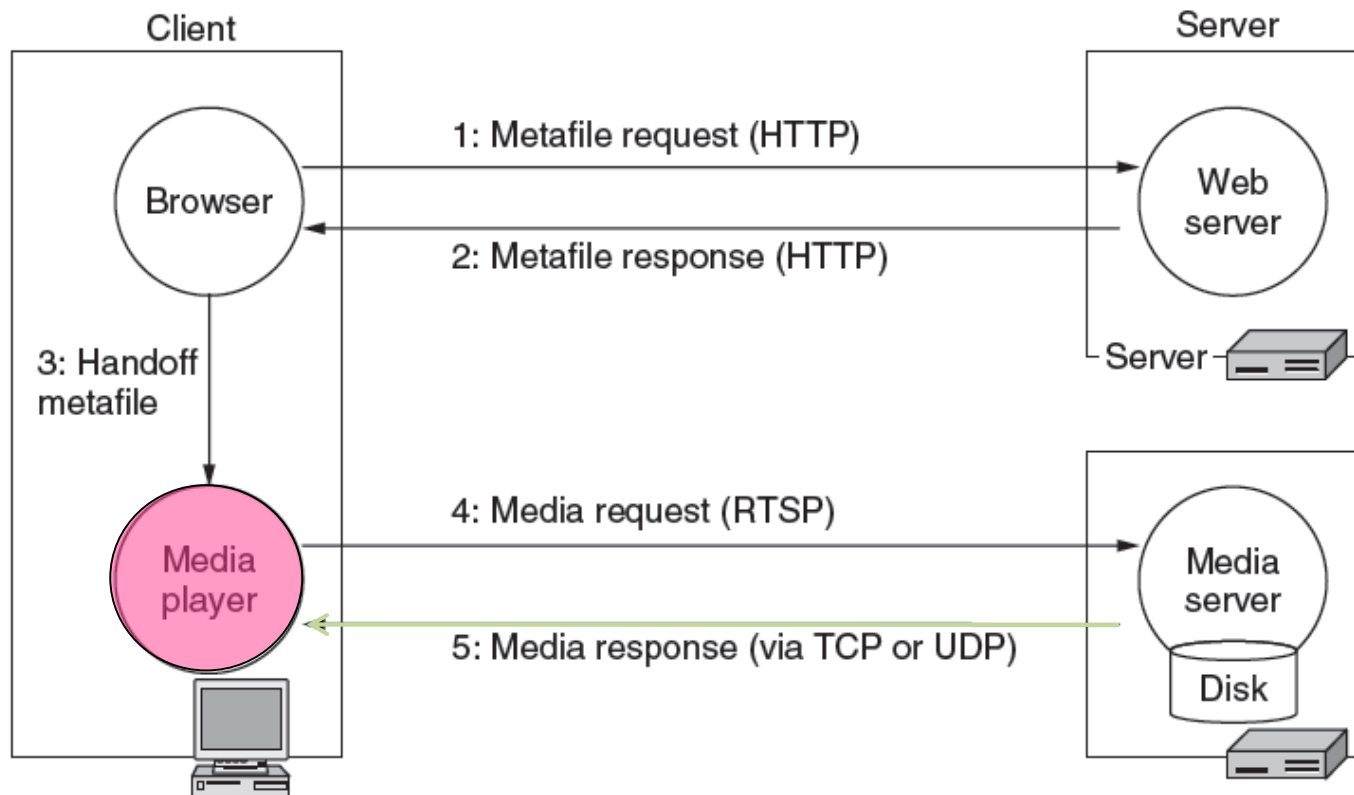 Client
Server
1: Metafile request (HTTP)
Browser
Web
server
2: Metafile response (HTTP)
3: Handoff
metafile
Server
4: Media request (RTSP)
Media
player
Media
server
5: Media response (via TCP or UDP)
Disk